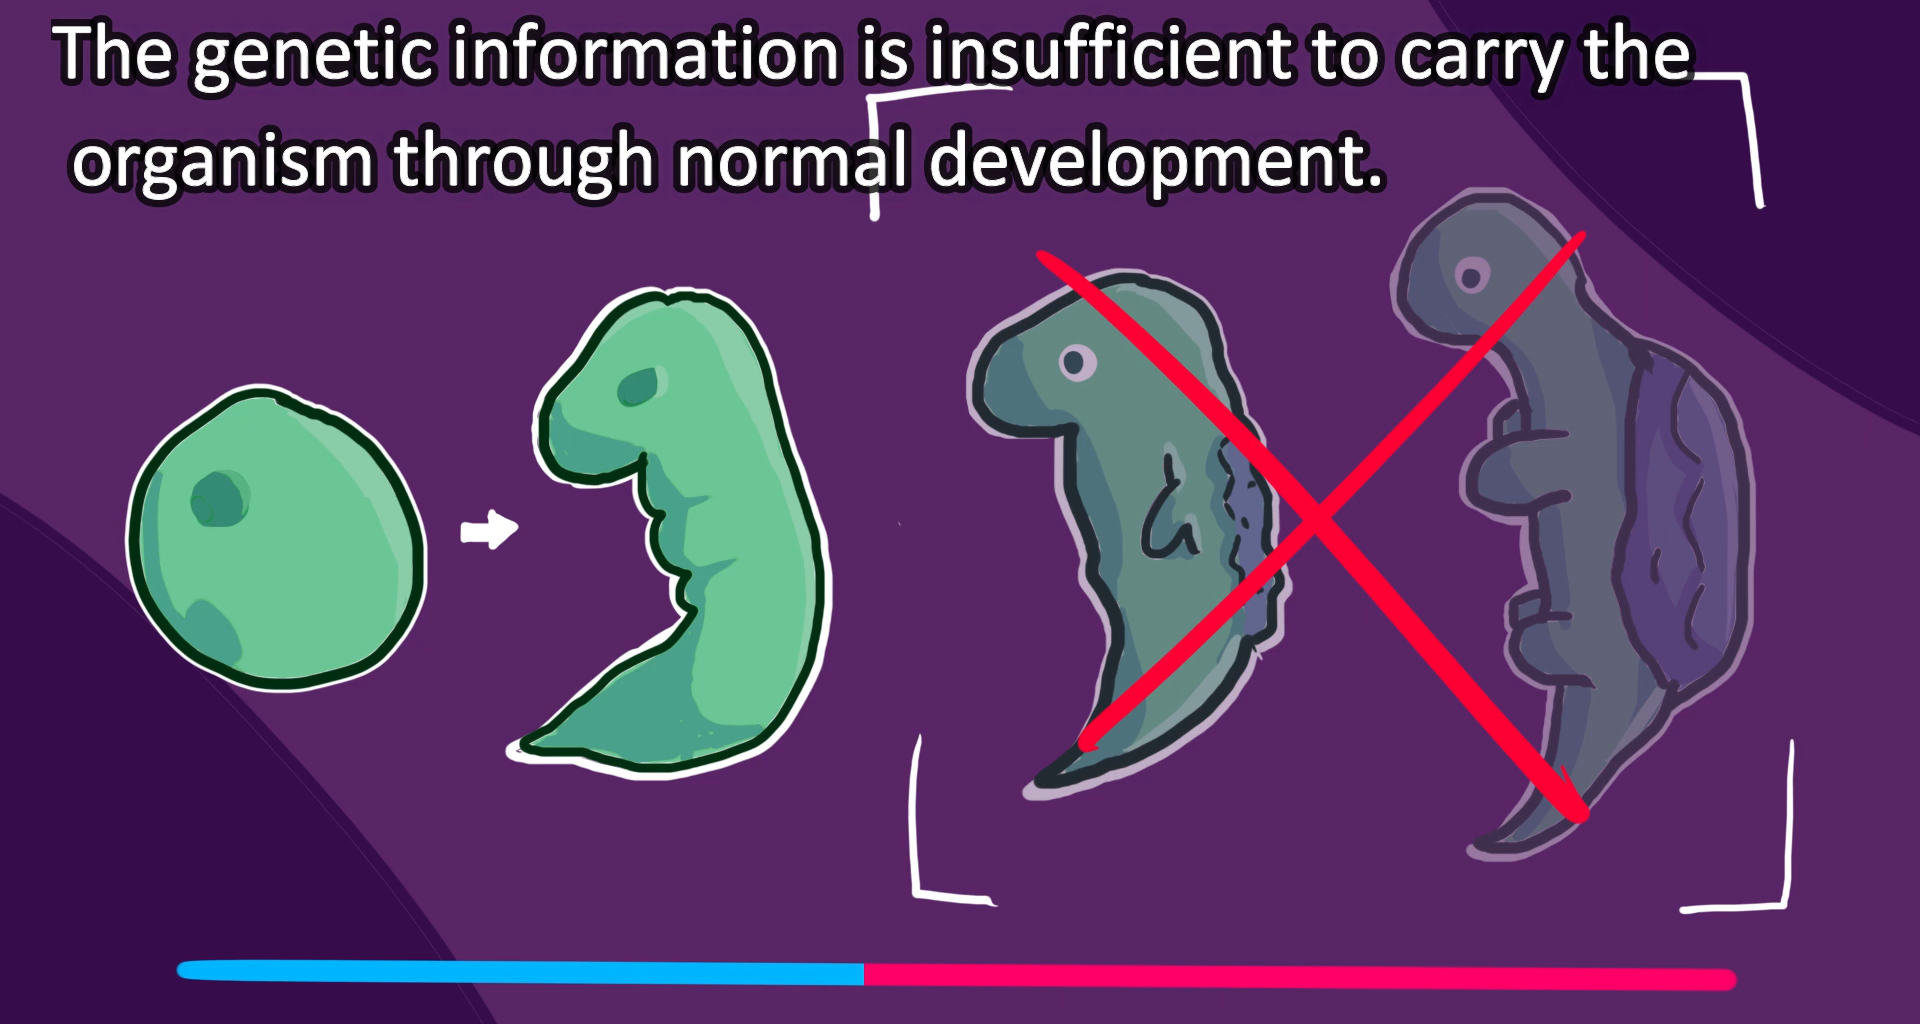 The genetic information is insufficient to carry the
organism through normal development.